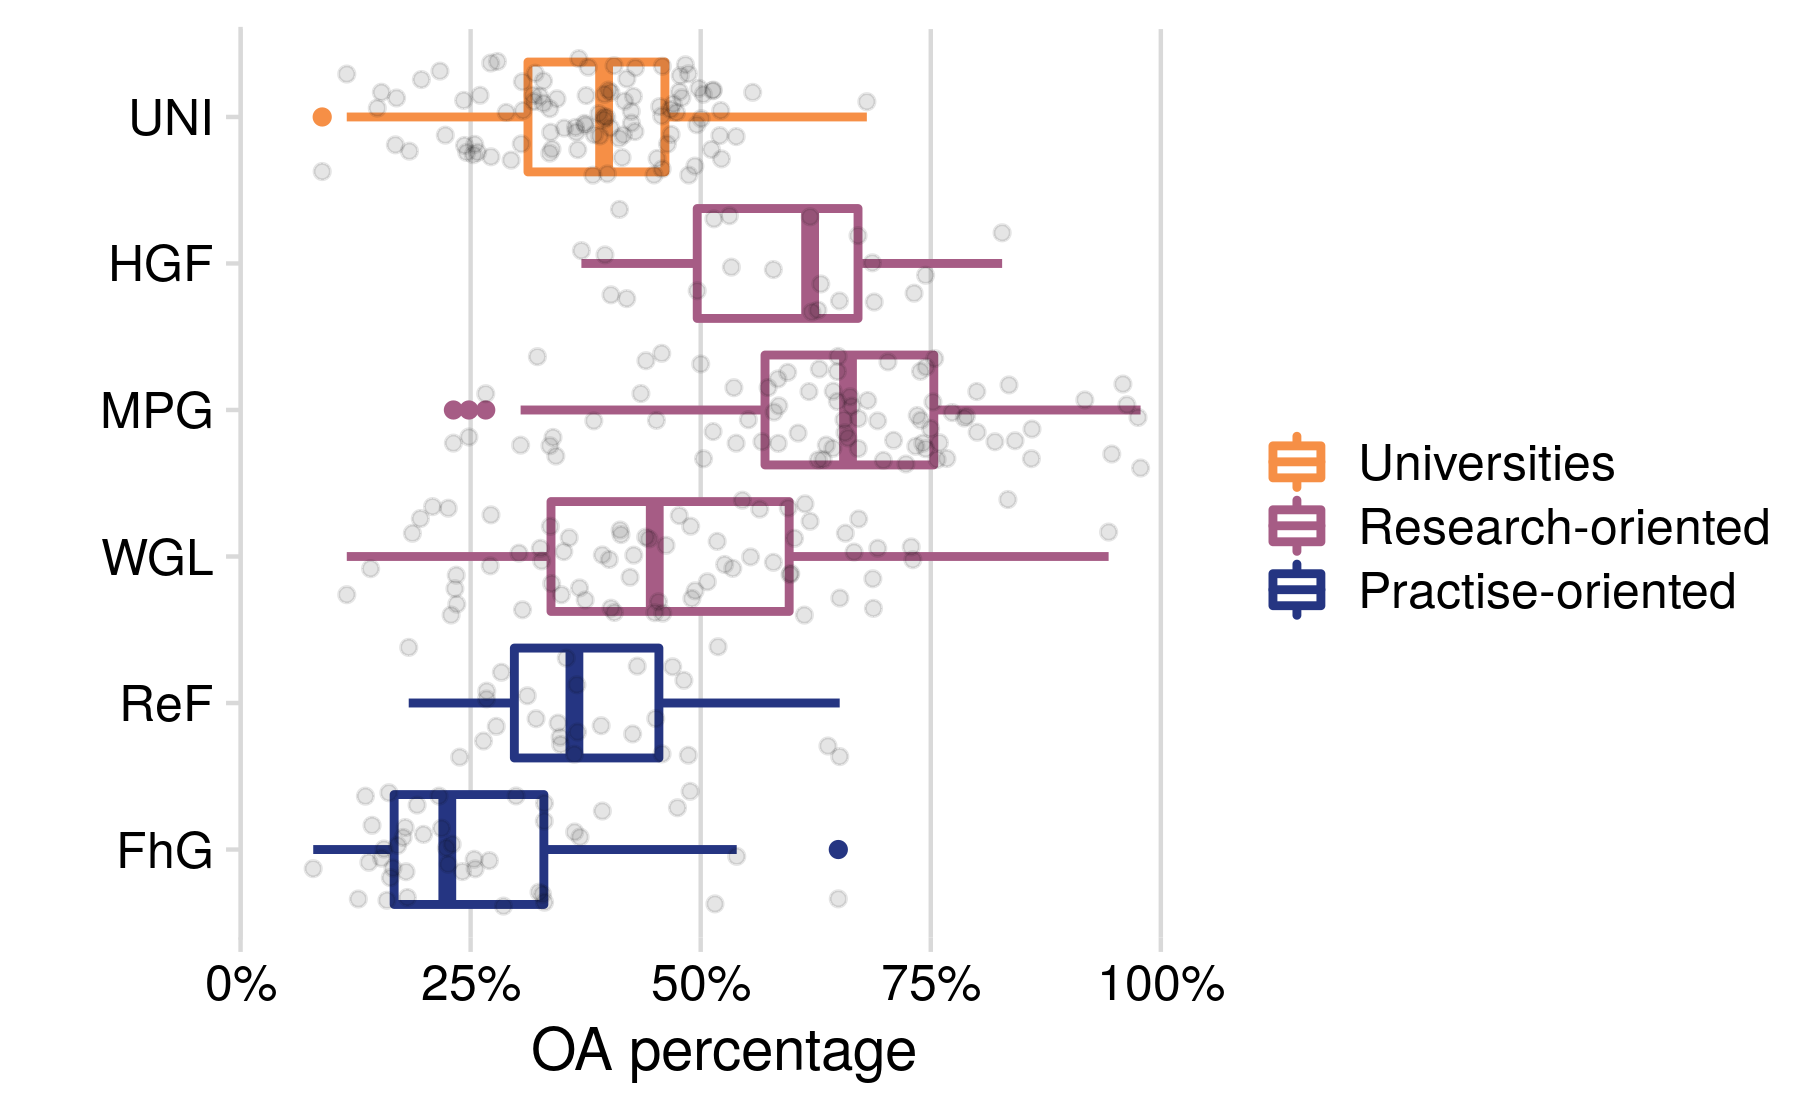 UNI
HGF
MPG
WGL
ReF
FhG
0% 25% 50% 75% 100%
OA percentage
Universities
Research-oriented
Practise-oriented